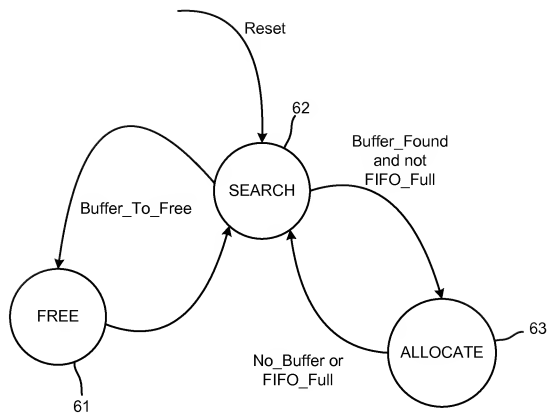 Reset
62
Buffer_Found
and not
FIFO_Full
SEARCH
Buffer_To_Free
FREE
63
ALLOCATE
No_Buffer or
FIFO_Full
61